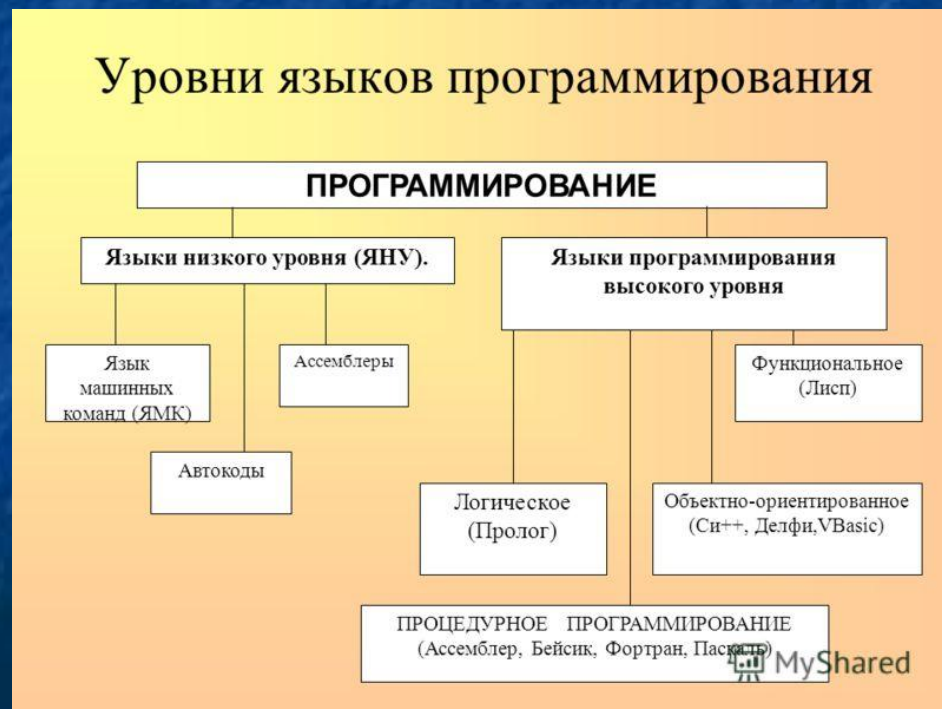 Уровни языков программирования
ПРОГРАММИРОВАНИЕ
Языки низкого уровня (ЯНУ).
Языки программирования
высокого уровня
Язык
машинных
команд (ЯМК)
Ассемблеры
Функциональное
(Лисп)
Автокоды
Логическое
(Пролог)
Объектно-ориентированное
(Си++, Делфи,VBasic)
ПРОЦЕДУРНОЕ ПРОГРАММИРОВАНИЕ
(Ассемблер, Бейсик, Фортран, Паскаль)
MyShared